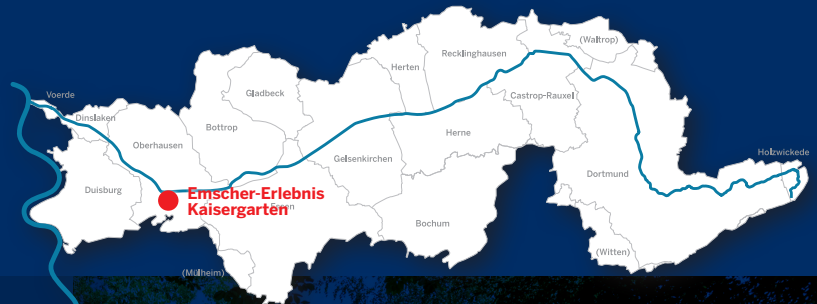 (Waltrop)
Recklinghausen
Herten
Gladbeck
Voerde
Castrop-Rauxel
Dinslaken
Bottrop
Herne
Oberhausen
Holzwickede
Gelsenkirchen
Dortmund
Duisburg
Emscher-Erlebnis
Kaisergarten
Essen
Bochum
(Witten)
(Mülheim)